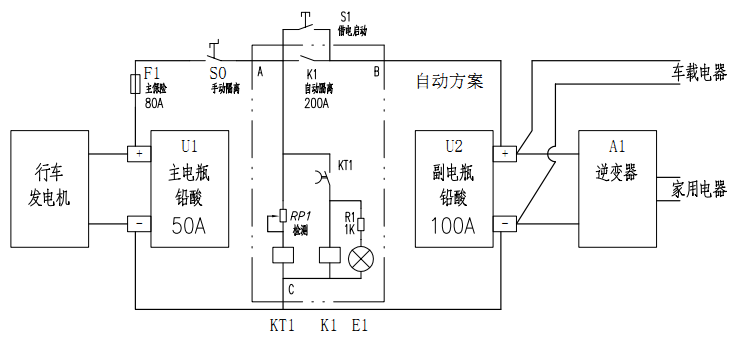 S1
借电启动
F1
主保险
80A
S0
手动隔离
A
K1
自动隔离
200A
B
自动方案
车载电器
行车
发电机
+
-
U1
主电瓶
铅酸
50A
KT1
RP1
检测
R1
1K
C
U2
副电瓶
铅酸
100A
+
-
A1
逆变器
家用电器
KT1
K1
E1